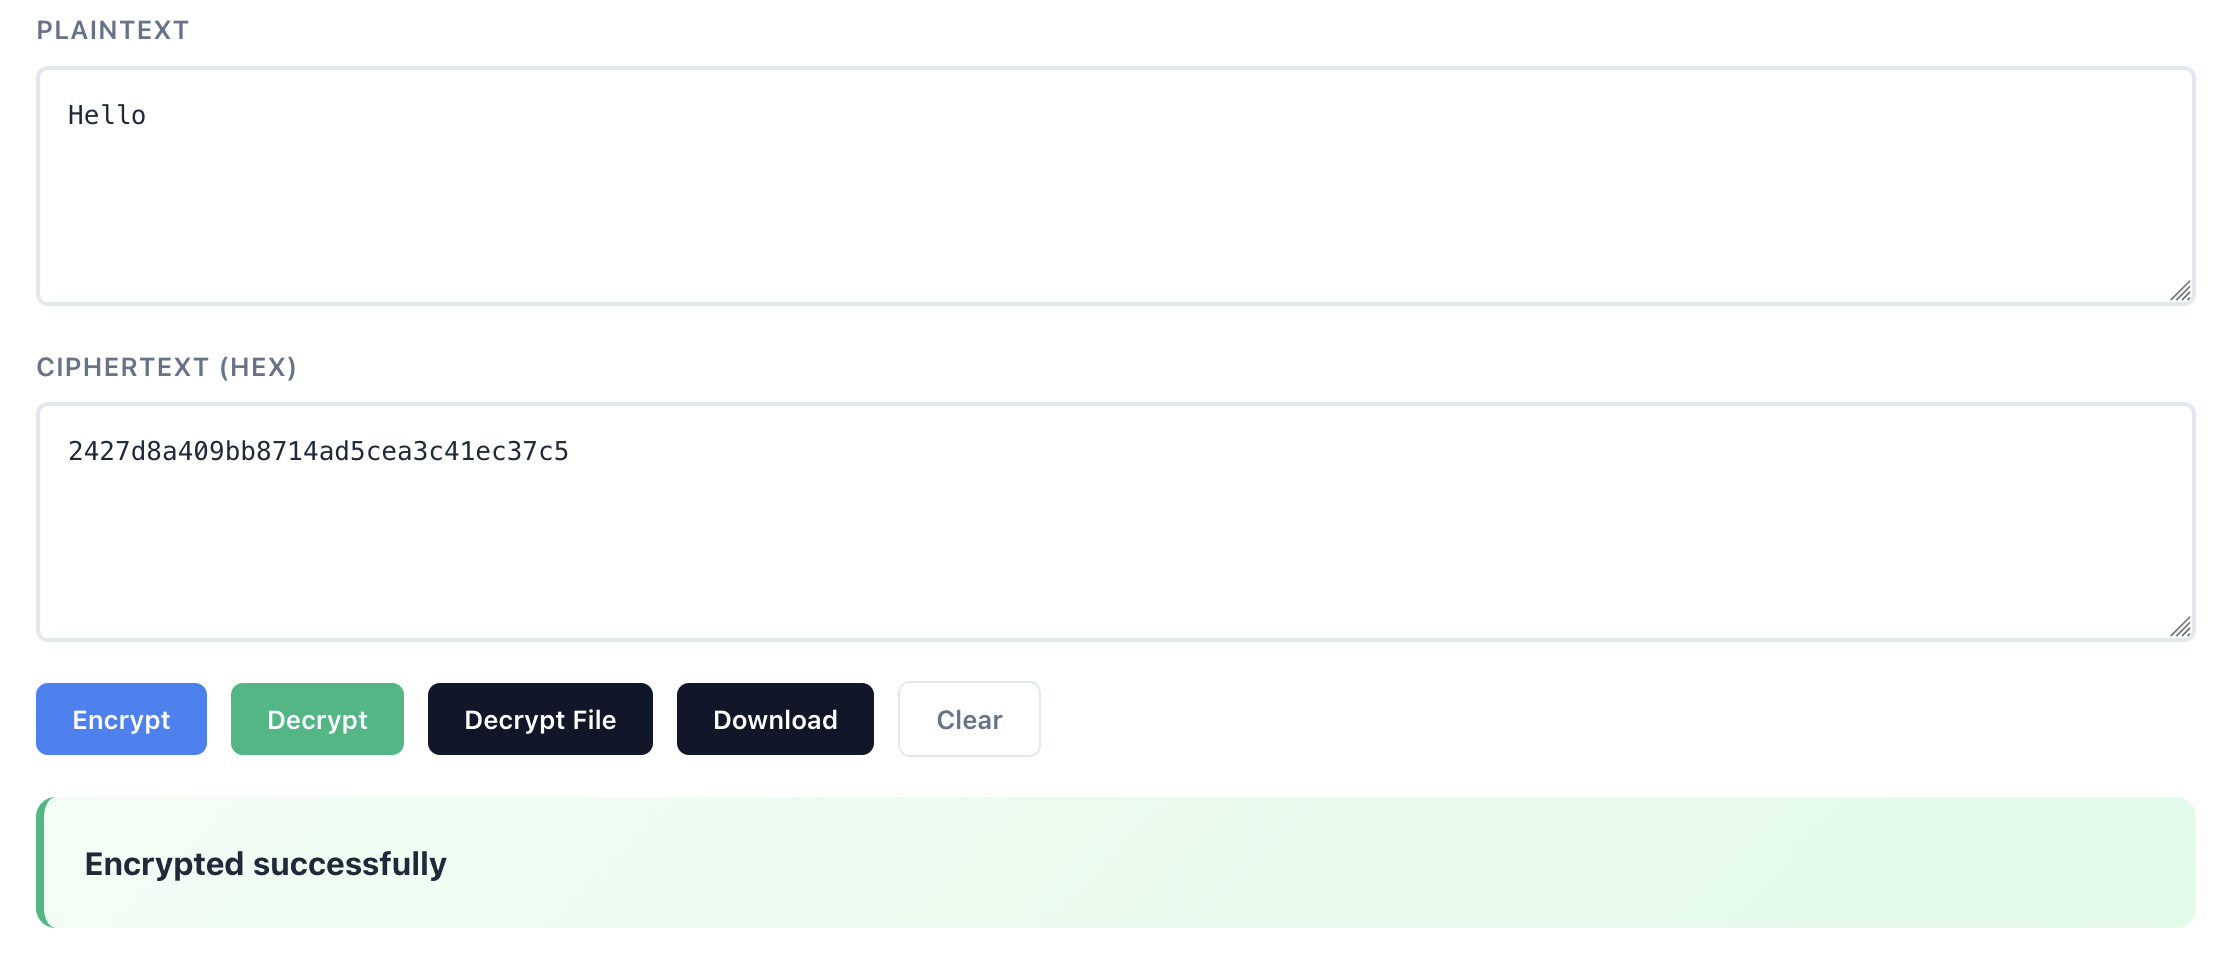 PLAINTEXT
Hello
CIPHERTEXT (HEX)
2427d8a409bb8714ad5cea3c41ec37c5
Encrypt Decrypt Decrypt File Download Clear
Encrypted successfully